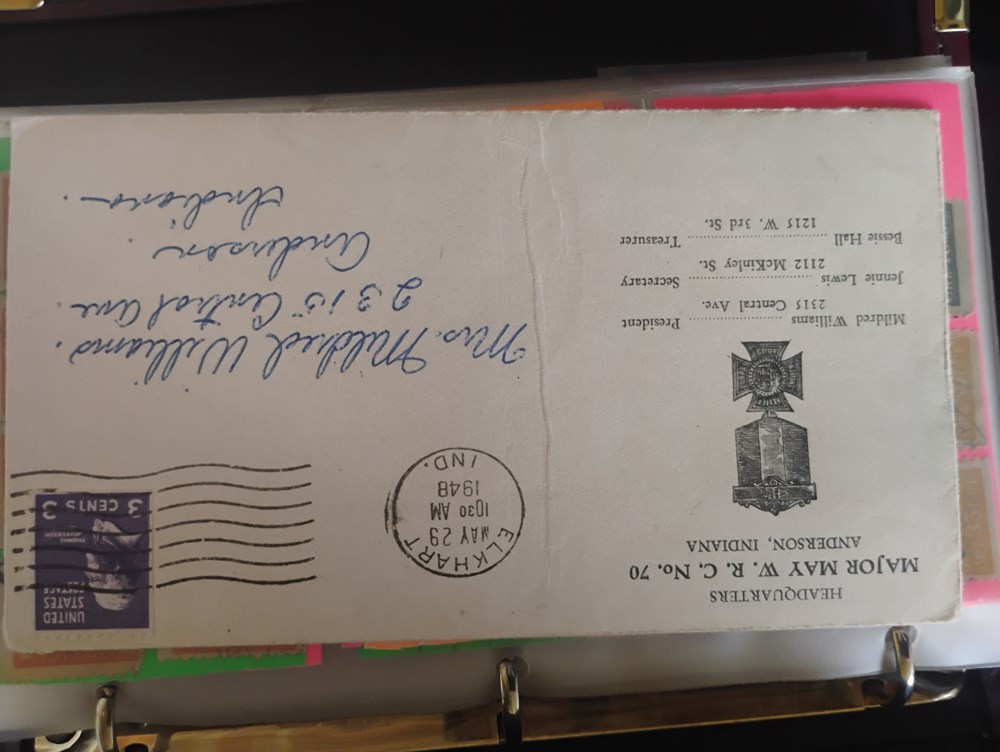 HEADQUARTERS
MAJOR MAY W. R. C. No. 70
ANDERSON, INDIANA
Mildred Williams ........ President
2315 Central Ave.
Jennie Lewis ........ Secretary
2112 McKinley St.
Bessie Hall ........ Treasurer
1215 W. 3rd St.
ELKHART
MAY 29
1030 AM
1948
IND.
UNITED
STATES
POSTAGE
THOMAS
JEFFERSON
3 CENTS 3
Mrs. Mildred Williams.
2315 Central Ave.
Anderson
Indiana.